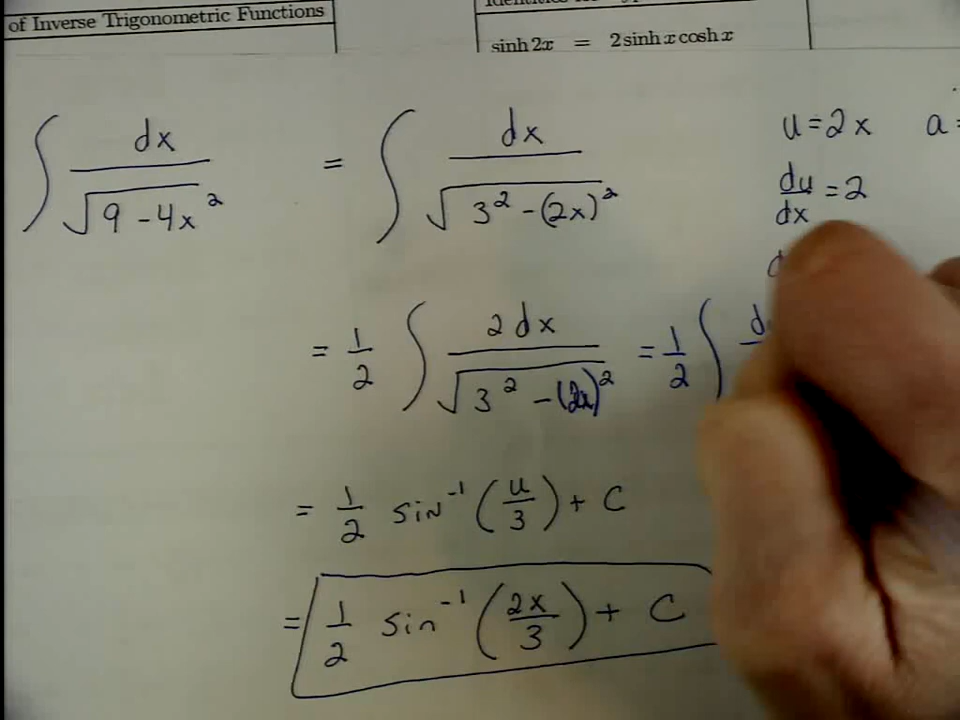 of Inverse Trigonometric Functions
sinh 2x = 2 sinh x cosh x
∫ dx / √(9 - 4x²) = ∫ dx / √(3² - (2x)²)
u = 2x a =
du/dx = 2
= 1/2 ∫ 2 dx / √(3² - (2x)²) = 1/2 ∫ d
= 1/2 sin⁻¹ (u/3) + C
= 1/2 sin⁻¹ (2x/3) + C